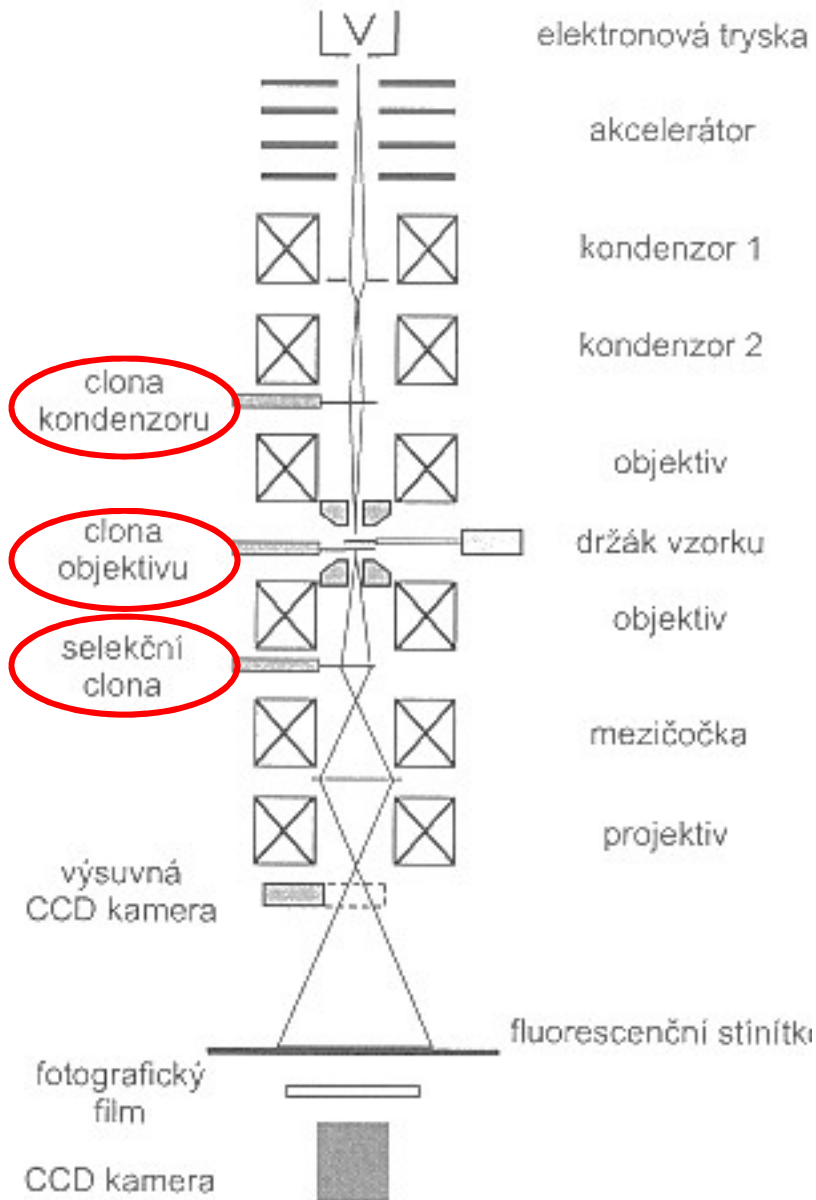 elektronová tryska
akcelerátor
kondenzor 1
kondenzor 2
clona
kondenzoru
objektiv
clona
objektivu
držák vzorku
objektiv
selekční
clona
mezičočka
projektiv
výsuvná
CCD kamera
fluorescenční stínítk
fotografický
film
CCD kamera